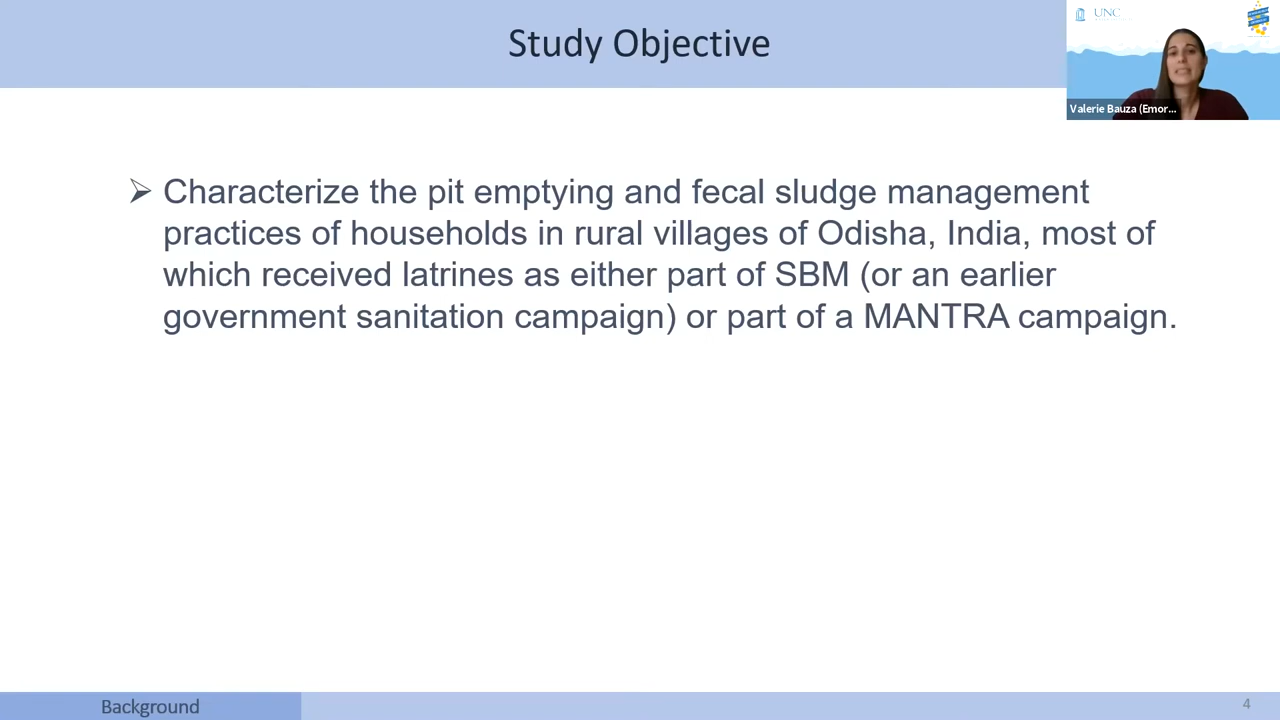 Study Objective
UNC
Valerie Bauza (Emor...
➢ Characterize the pit emptying and fecal sludge management
practices of households in rural villages of Odisha, India, most of
which received latrines as either part of SBM (or an earlier
government sanitation campaign) or part of a MANTRA campaign.
Background
4